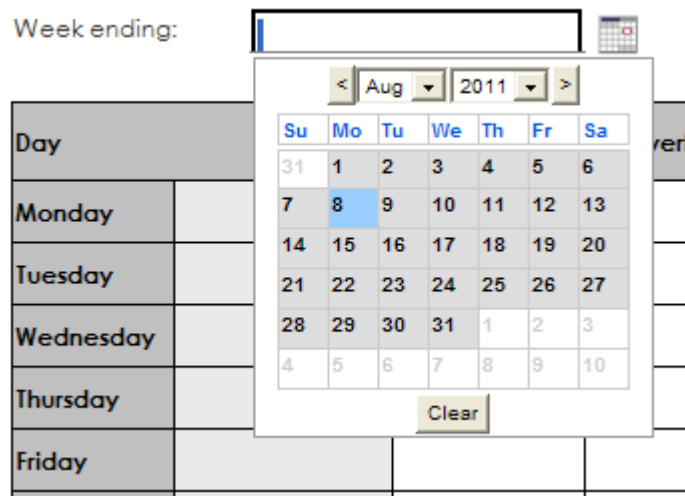 Week ending:
< Aug 2011 >
Su Mo Tu We Th Fr Sa
31 1 2 3 4 5 6
7 8 9 10 11 12 13
14 15 16 17 18 19 20
21 22 23 24 25 26 27
28 29 30 31 1 2 3
4 5 6 7 8 9 10
Clear
Day
Monday
Tuesday
Wednesday
Thursday
Friday